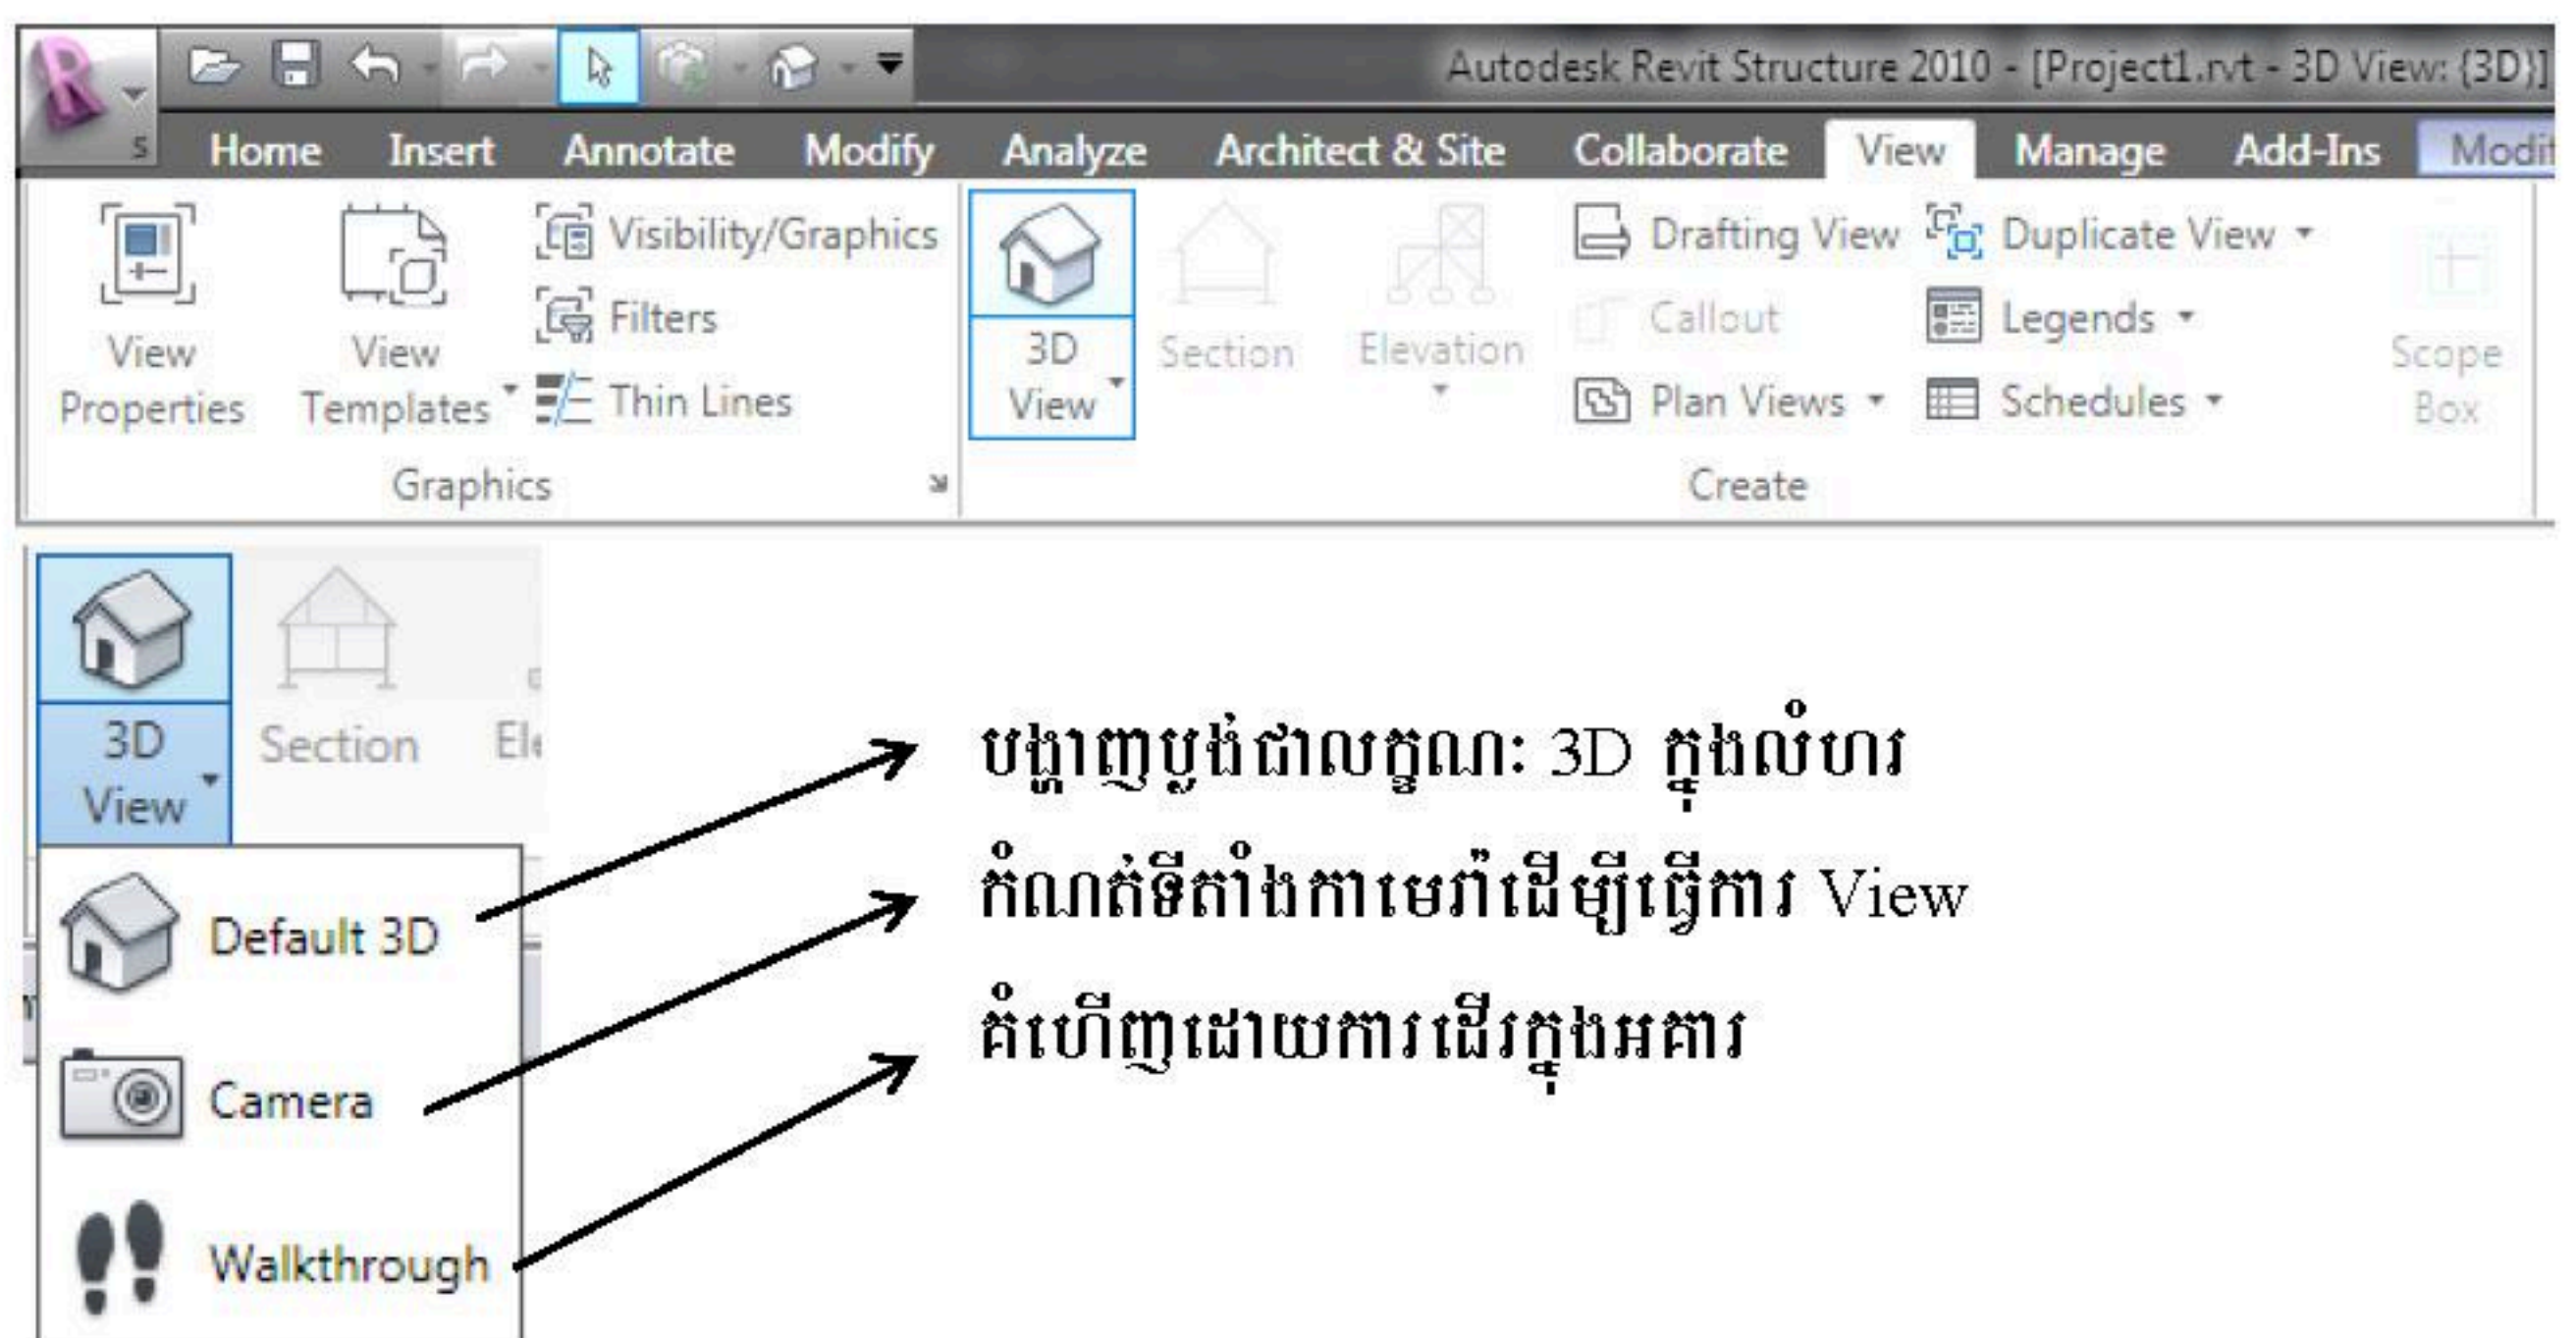 Autodesk Revit Structure 2010 - [Project1.rvt - 3D View: {3D}]
S Home Insert Annotate Modify Analyze Architect & Site Collaborate View Manage Add-Ins
Visibility/Graphics Drafting View Duplicate View
Filters Callout Legends
View View 3D Section Elevation Scope
Properties Templates Thin Lines View Plan Views Schedules Box
Graphics Create
3D Section
View
Default 3D
Camera
Walkthrough
បង្ហាញប្លង់ជាលក្ខណៈ 3D ក្នុងលំហរ
កំណត់ទីតាំងកាមេរ៉ាដើម្បីធ្វើការ View
គំហើញដោយការដើរក្នុងអគារ